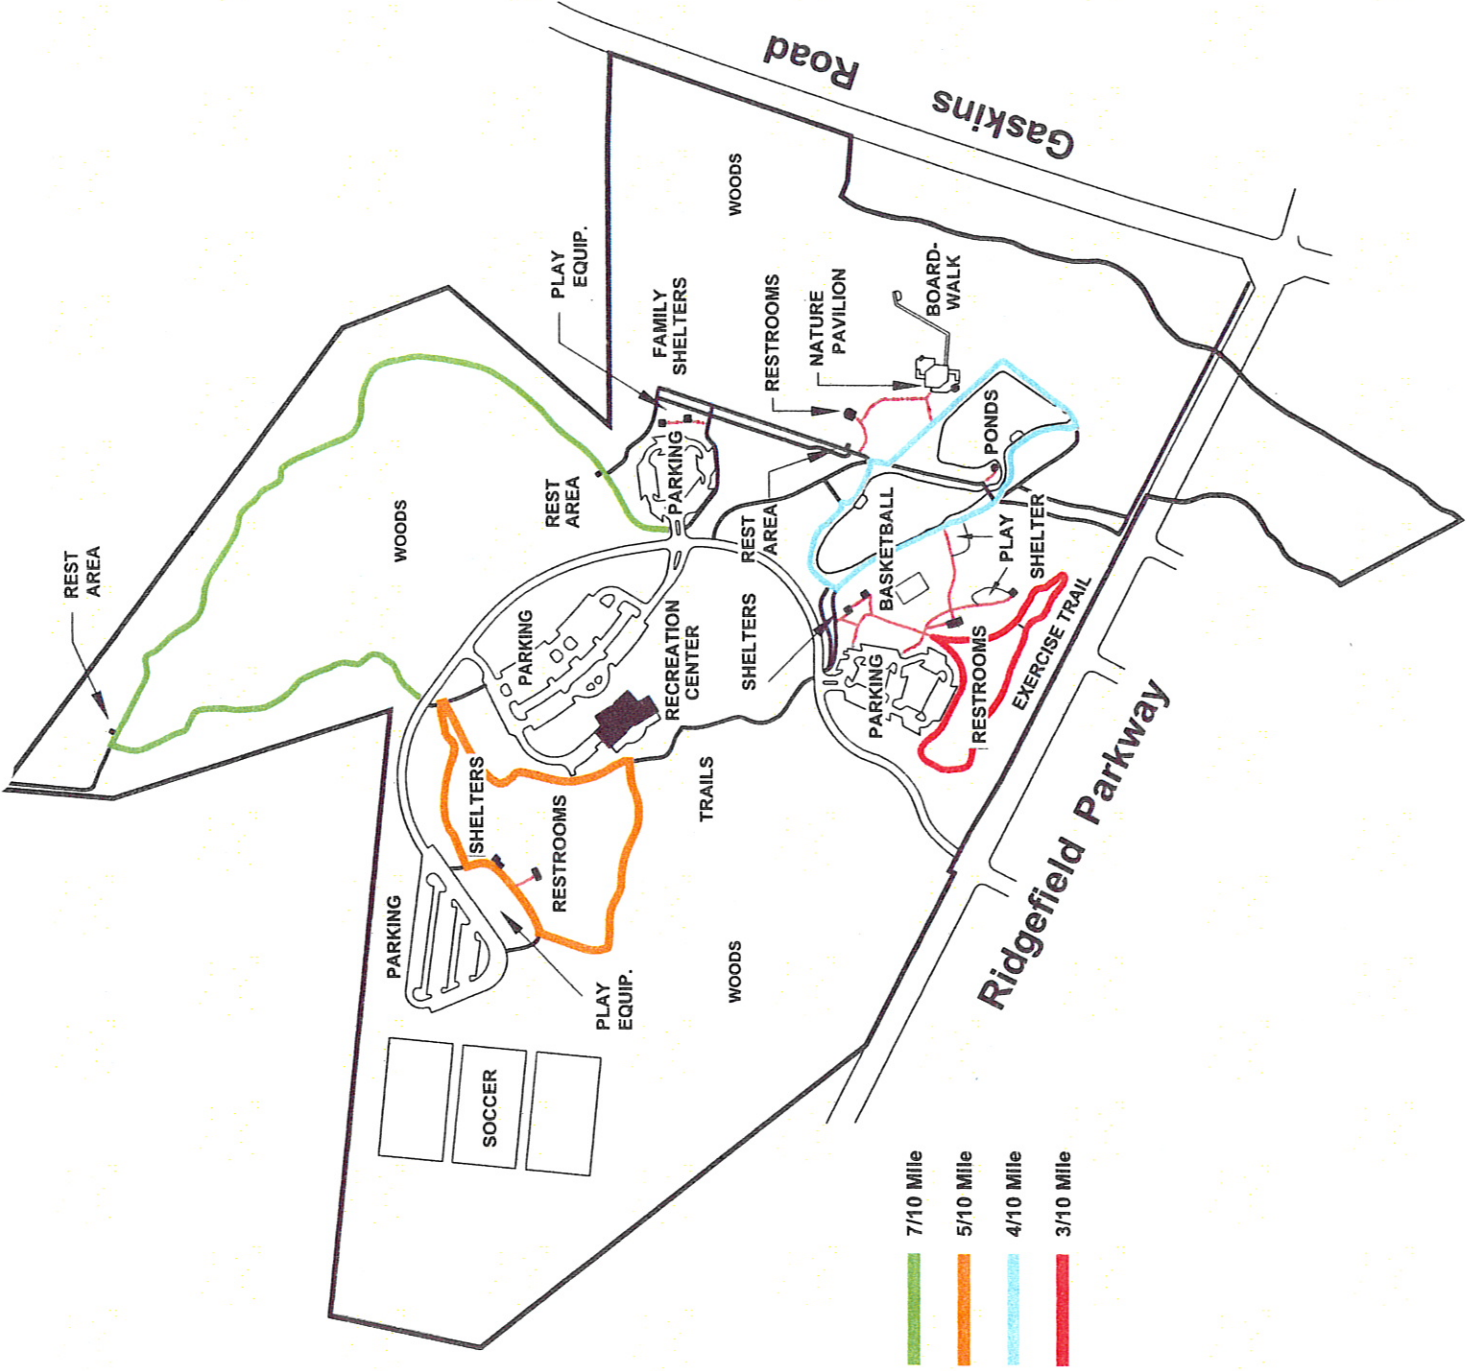 Gaskins
Road
WOODS
PLAY
EQUIP.
FAMILY
SHELTERS
RESTROOMS
NATURE
PAVILION
BOARD-
WALK
REST
AREA
WOODS
REST
AREA
PARKING
REST
AREA
PONDS
BASKETBALL
PLAY
SHELTER
PARKING
RECREATION
CENTER
SHELTERS
PARKING
RESTROOMS
EXERCISE TRAIL
SHELTERS
RESTROOMS
TRAILS
PARKING
PLAY
EQUIP.
WOODS
SOCCER
Ridgefield Parkway
7/10 Mile
5/10 Mile
4/10 Mile
3/10 Mile